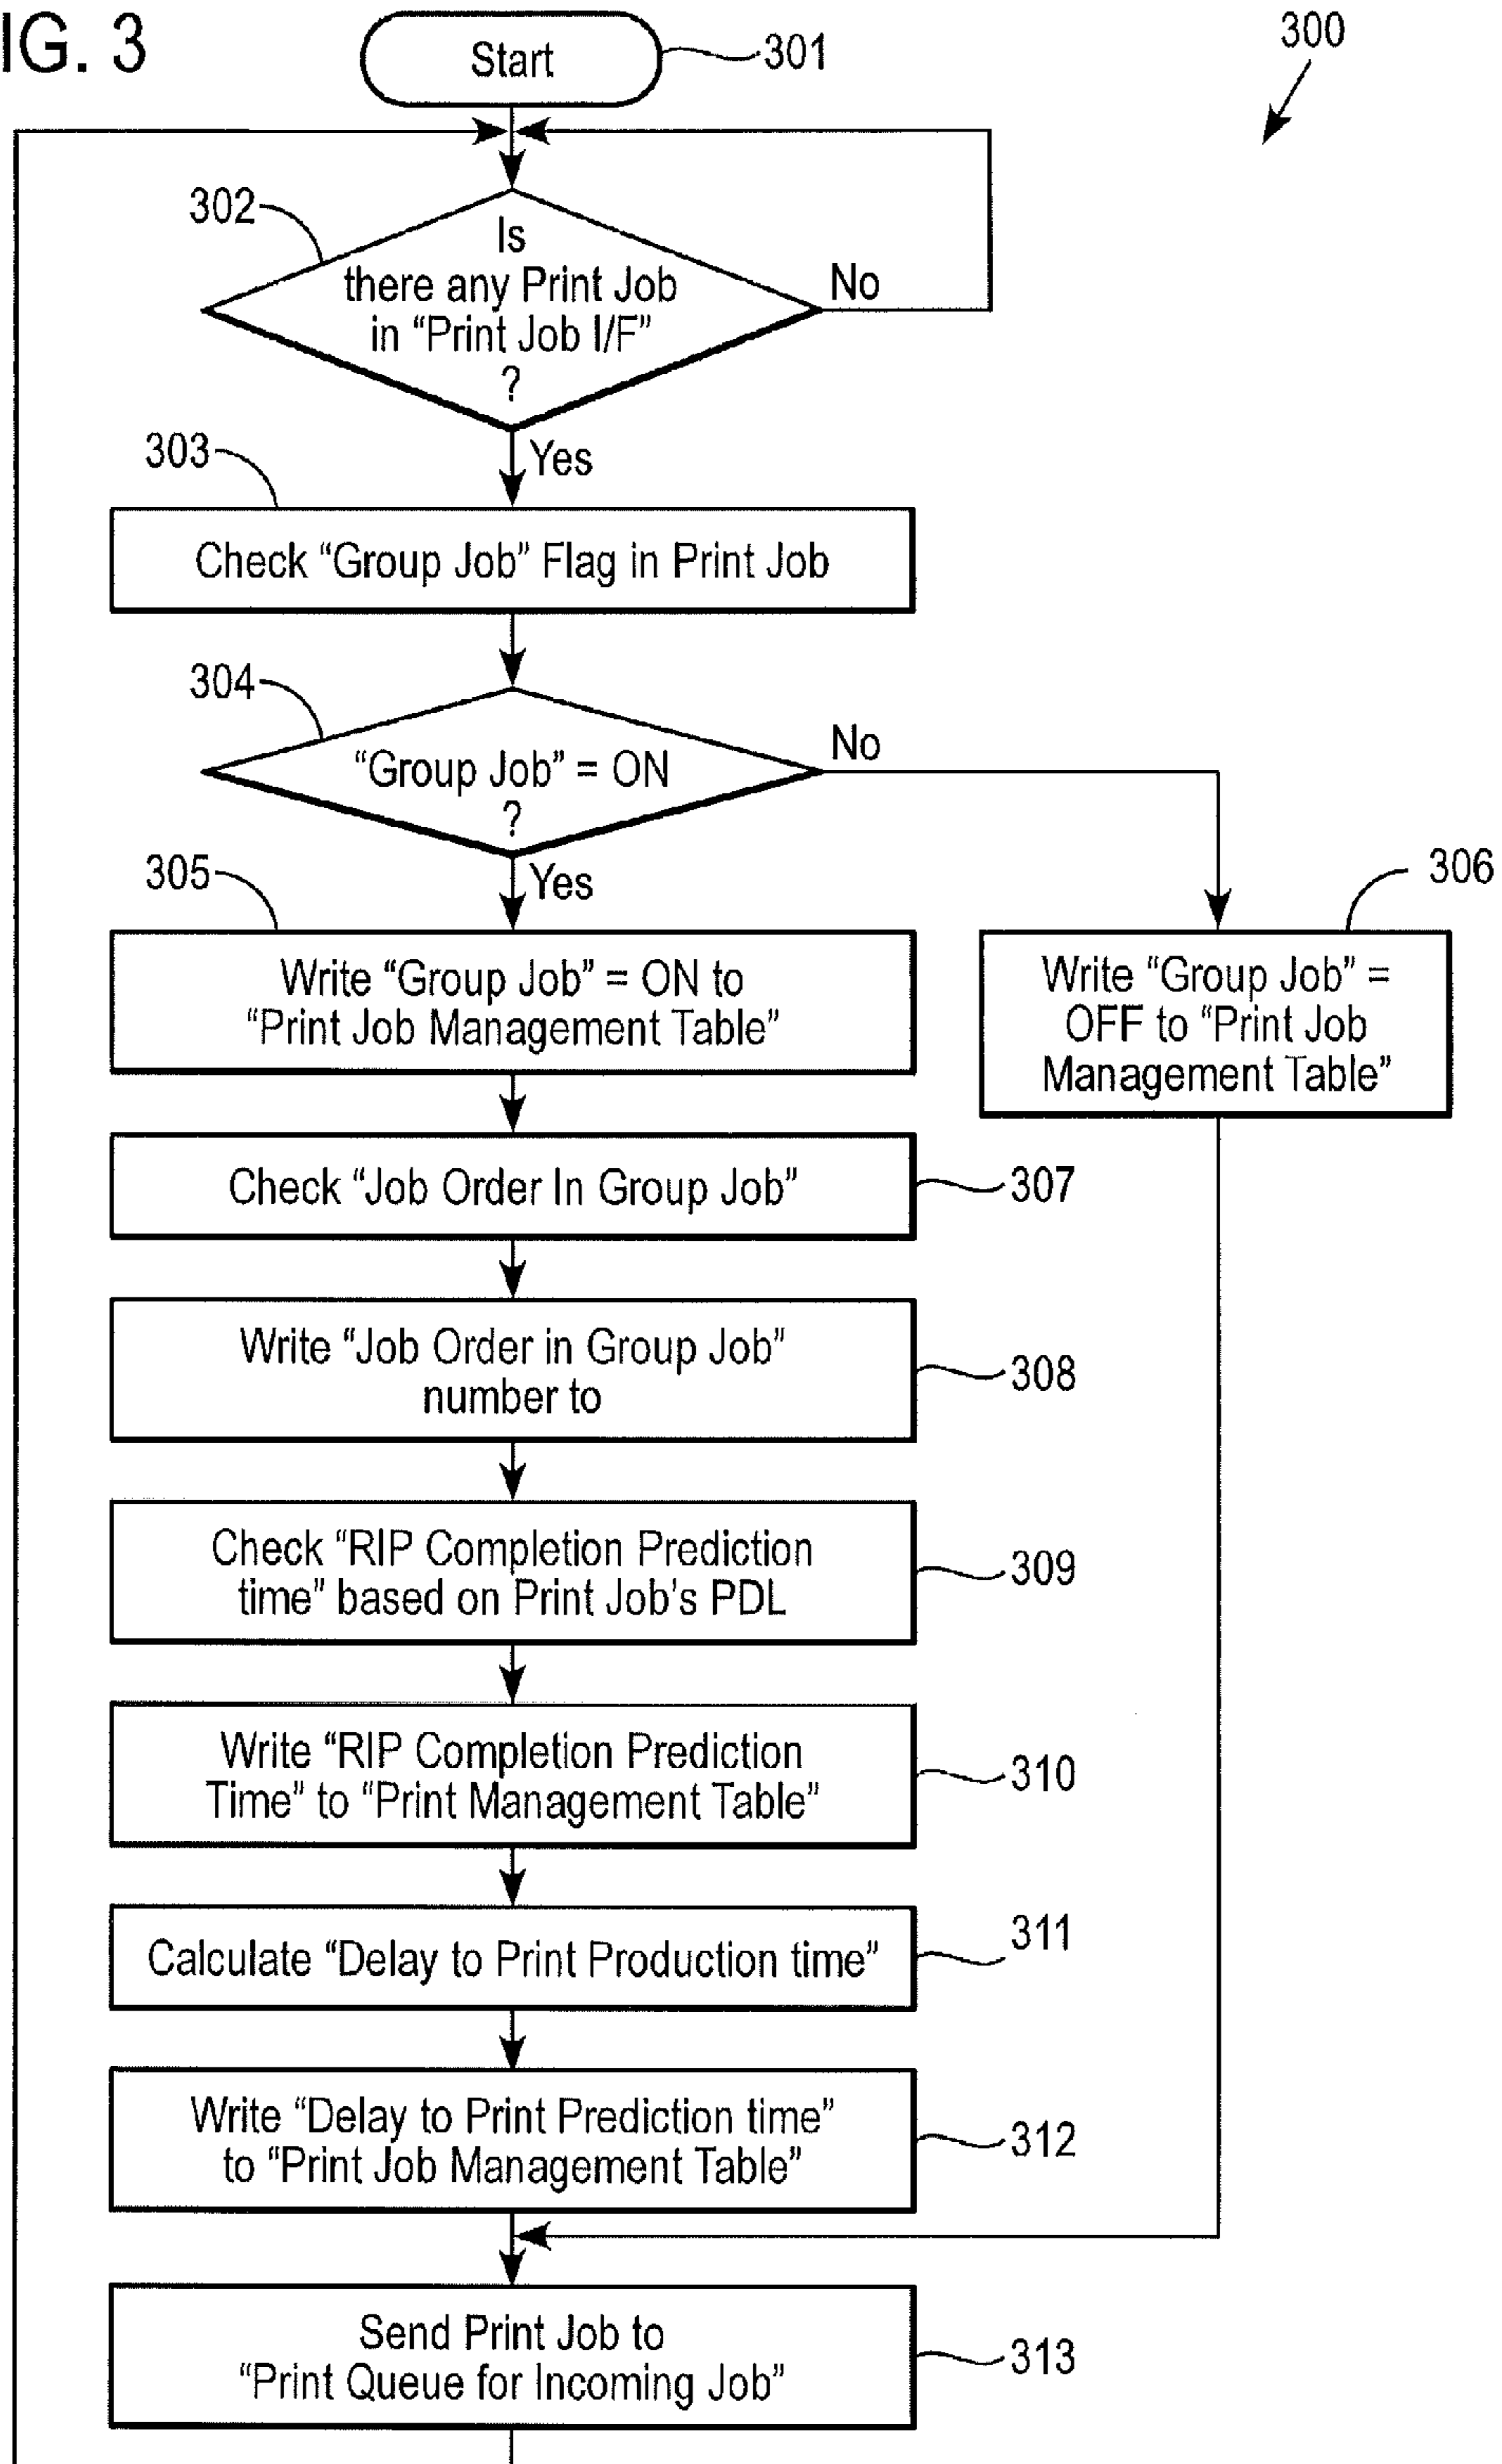 IG. 3
Start
301
300
302
Is
there any Print Job
in “Print Job I/F”
?
No
Yes
303
Check “Group Job” Flag in Print Job
304
“Group Job” = ON
?
No
Yes
305
306
Write “Group Job” = ON to
“Print Job Management Table”
Write “Group Job” =
OFF to “Print Job
Management Table”
Check “Job Order In Group Job”
307
Write “Job Order in Group Job”
number to
308
Check “RIP Completion Prediction
time” based on Print Job’s PDL
309
Write “RIP Completion Prediction
Time” to “Print Management Table”
310
Calculate “Delay to Print Production time”
311
Write “Delay to Print Prediction time”
to “Print Job Management Table”
312
Send Print Job to
“Print Queue for Incoming Job”
313